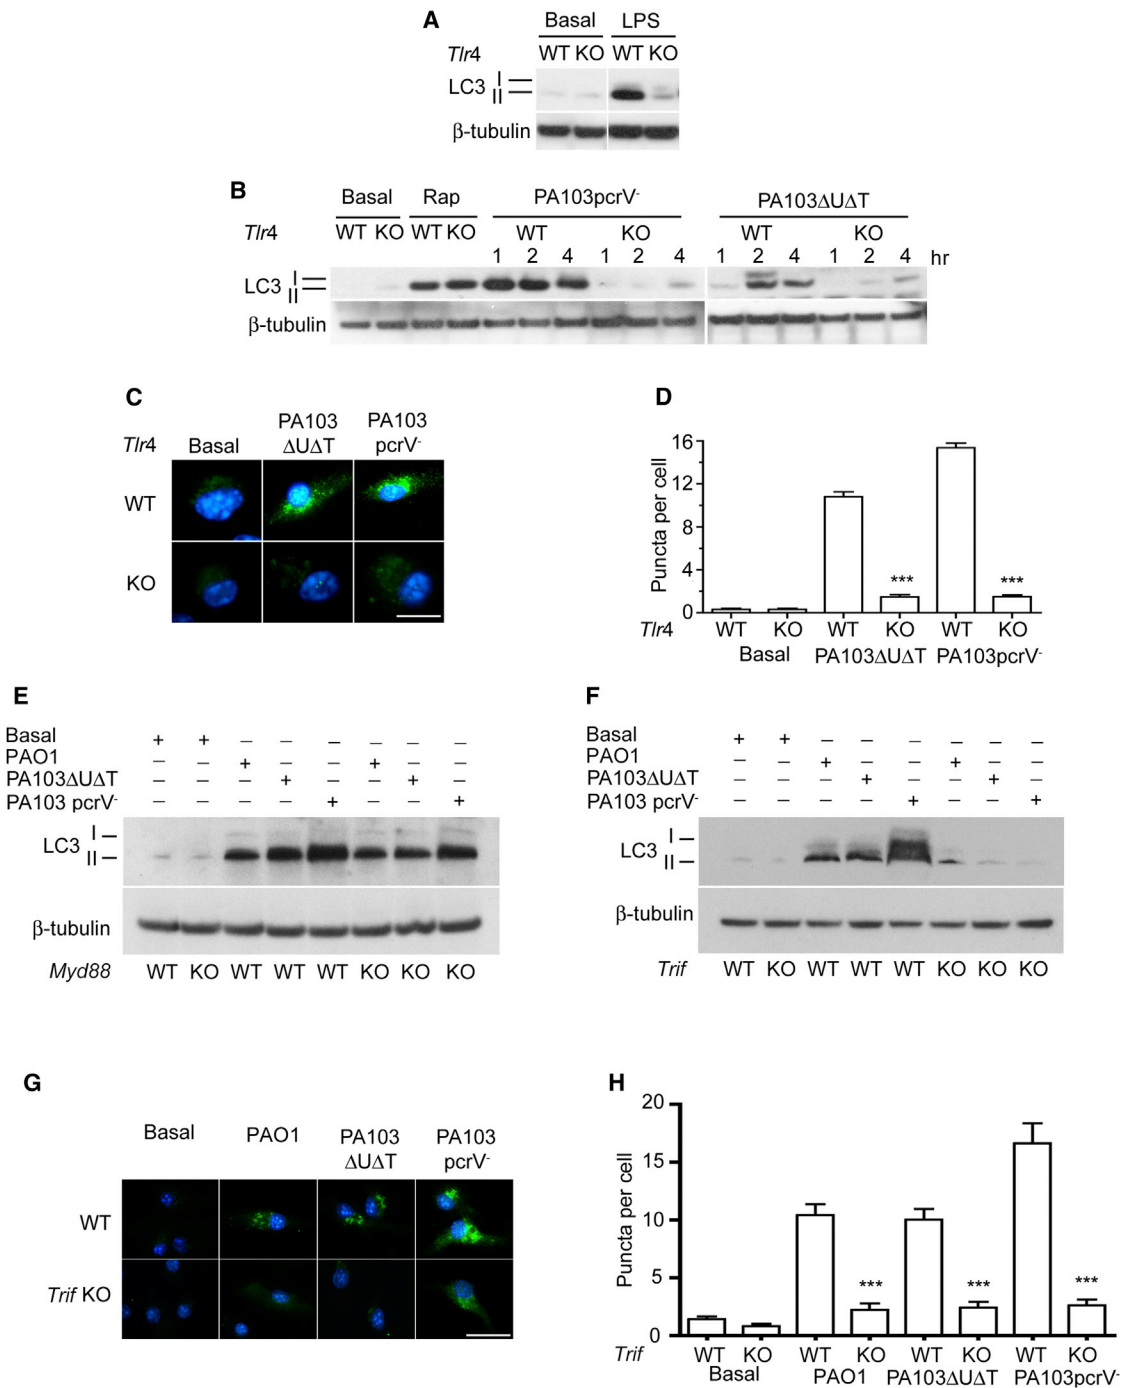 A
Basal LPS
Tlr4 WT KO WT KO
LC3 I II
β-tubulin
B
Basal Rap PA103pcrV- PA103ΔUΔT
Tlr4 WT KO WT KO WT KO WT KO
1 2 4 1 2 4 1 2 4 1 2 4 hr
LC3 I II
β-tubulin
C
Tlr4 Basal PA103 ΔUΔT PA103 pcrV-
WT
KO
D
Puncta per cell
16
12
8
4
0
***
***
Tlr4 WT KO WT KO WT KO
Basal PA103ΔUΔT PA103pcrV-
E
Basal + + – – – – – –
PAO1 – – + – – + – –
PA103ΔUΔT – – – + – – + –
PA103 pcrV- – – – – + – – +
LC3 I II
β-tubulin
Myd88 WT KO WT WT WT KO KO KO
F
Basal + + – – – – – –
PAO1 – – + – – + – –
PA103ΔUΔT – – – + – – + –
PA103 pcrV- – – – – + – – +
LC3 I II
β-tubulin
Trif WT KO WT WT WT KO KO KO
G
Basal PAO1 PA103 ΔUΔT PA103 pcrV-
WT
Trif KO
H
Puncta per cell
20
15
10
5
0
***
***
***
Trif WT KO WT KO WT KO WT KO
Basal PAO1 PA103ΔUΔT PA103pcrV-